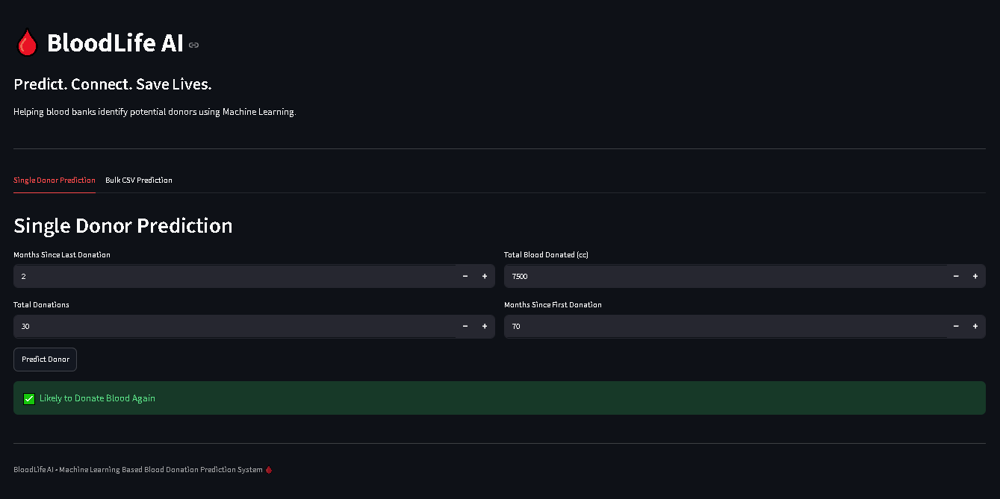 BloodLife AI
Predict. Connect. Save Lives.
Helping blood banks identify potential donors using Machine Learning.
Single Donor Prediction
Bulk CSV Prediction
Single Donor Prediction
Months Since Last Donation
Total Blood Donated (cc)
2
7500
Total Donations
Months Since First Donation
30
70
Predict Donor
Likely to Donate Blood Again
BloodLife AI • Machine Learning Based Blood Donation Prediction System